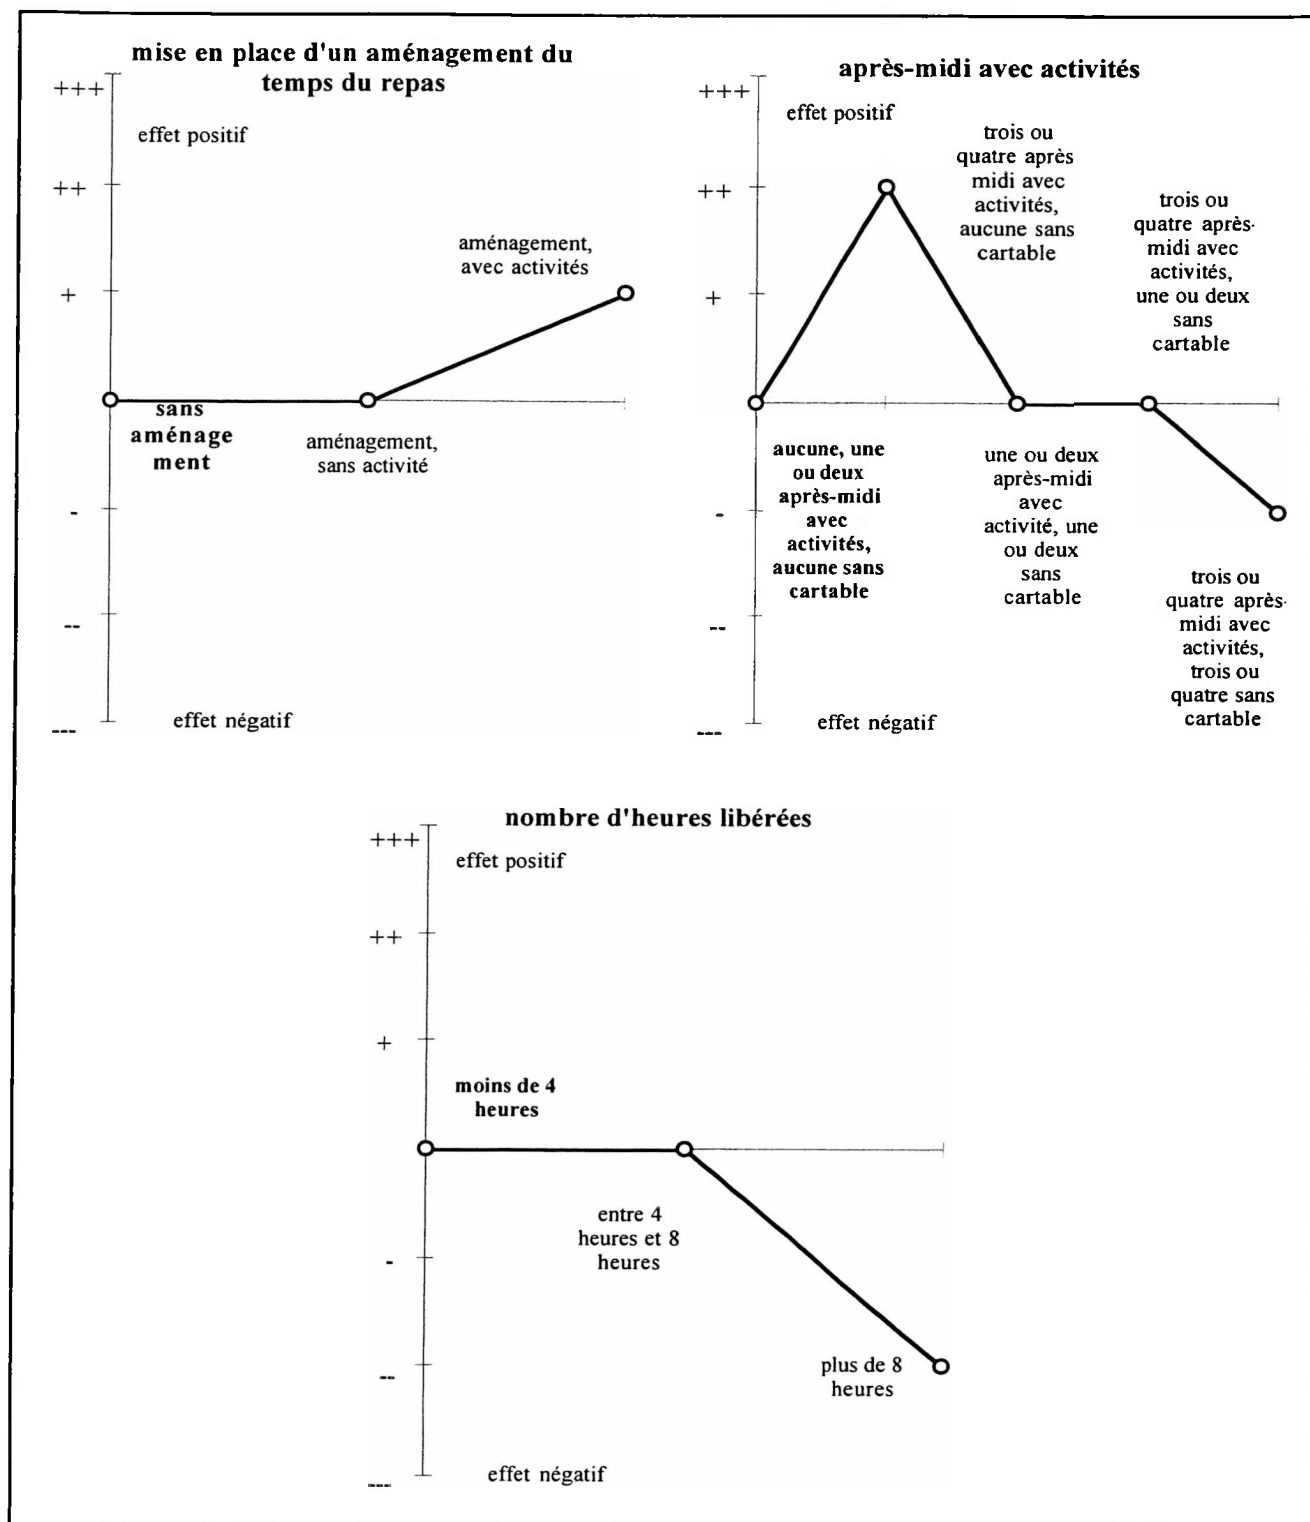 mise en place d'un aménagement du
temps du repas
+++
effet positif
++
aménagement,
avec activités
+
sans
aménage
ment
aménagement,
sans activité
-
--
effet négatif
---
après-midi avec activités
+++
effet positif
trois ou
quatre après
midi avec
activités,
aucune sans
cartable
++
trois ou
quatre après-
midi avec
activités,
une ou deux
sans
cartable
+
aucune, une
ou deux
après-midi
avec
activités,
aucune sans
cartable
une ou deux
après-midi
avec
activité, une
ou deux
sans
cartable
-
--
trois ou
quatre après-
midi avec
activités,
trois ou
quatre sans
cartable
effet négatif
---
nombre d'heures libérées
+++
effet positif
++
+
moins de 4
heures
entre 4
heures et 8
heures
-
--
plus de 8
heures
effet négatif
---